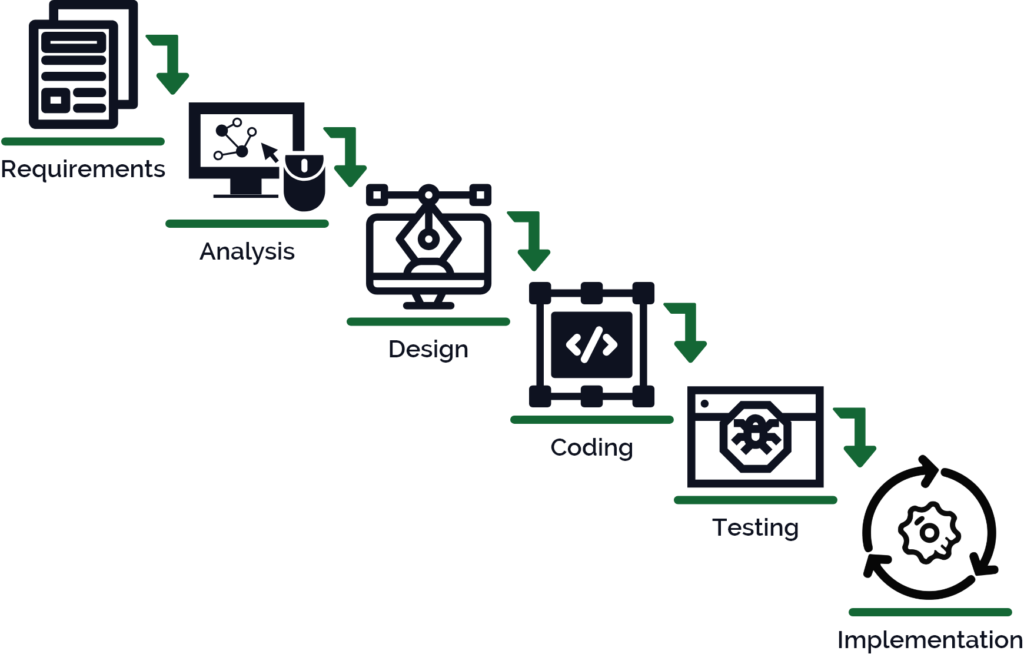 Requirements
Analysis
Design
</>
Coding
Testing
Implementation